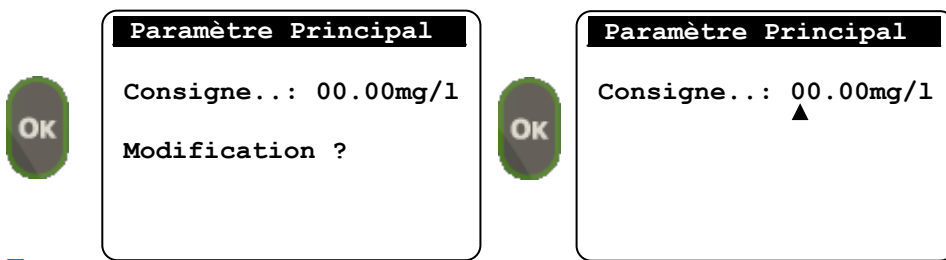 Paramètre Principal
OK
Consigne..: 00.00mg/l
Modification ?
Paramètre Principal
OK
Consigne..: 00.00mg/l